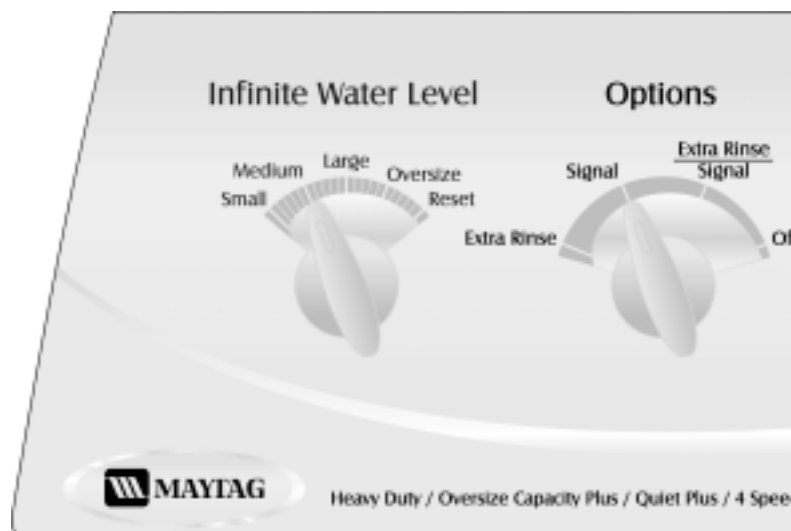 Infinite Water Level
Options
Small
Medium
Large
Oversize
Reset
Extra Rinse
Signal
Extra Rinse
Signal
MAYTAG
Heavy Duty / Oversize Capacity Plus / Quiet Plus / 4